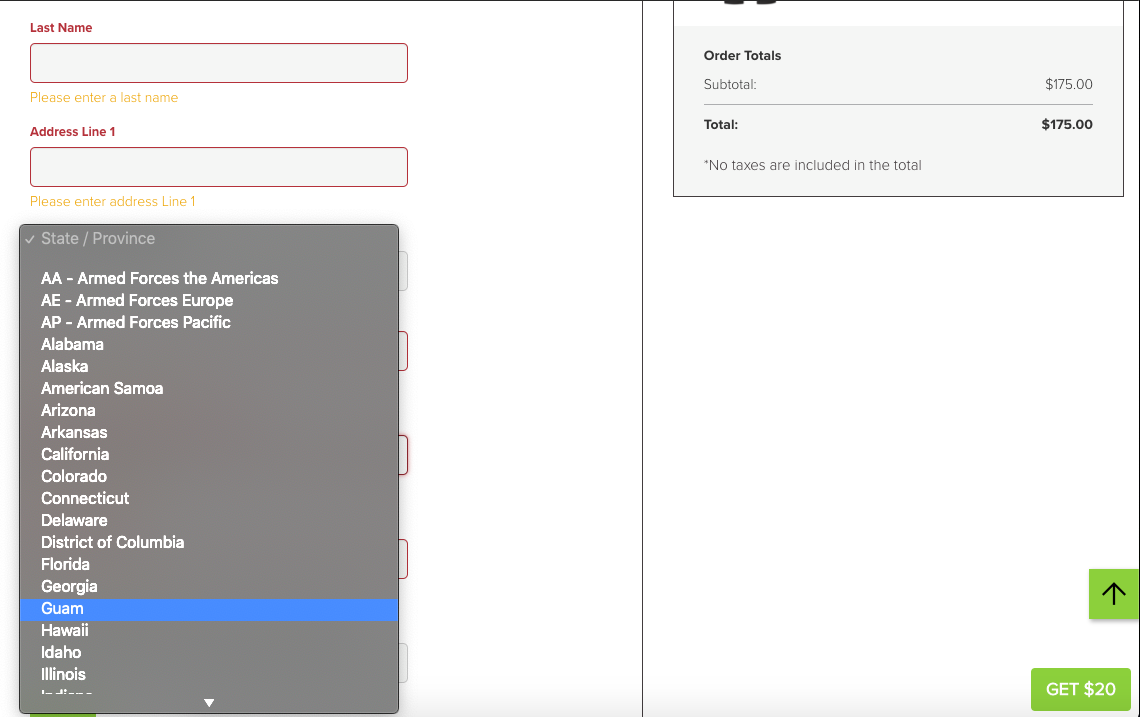 Last Name
Please enter a last name
Address Line 1
Please enter address Line 1
✓ State / Province
AA - Armed Forces the Americas
AE - Armed Forces Europe
AP - Armed Forces Pacific
Alabama
Alaska
American Samoa
Arizona
Arkansas
California
Colorado
Connecticut
Delaware
District of Columbia
Florida
Georgia
Guam
Hawaii
Idaho
Illinois
Order Totals
Subtotal: $175.00
Total: $175.00
*No taxes are included in the total
GET $20